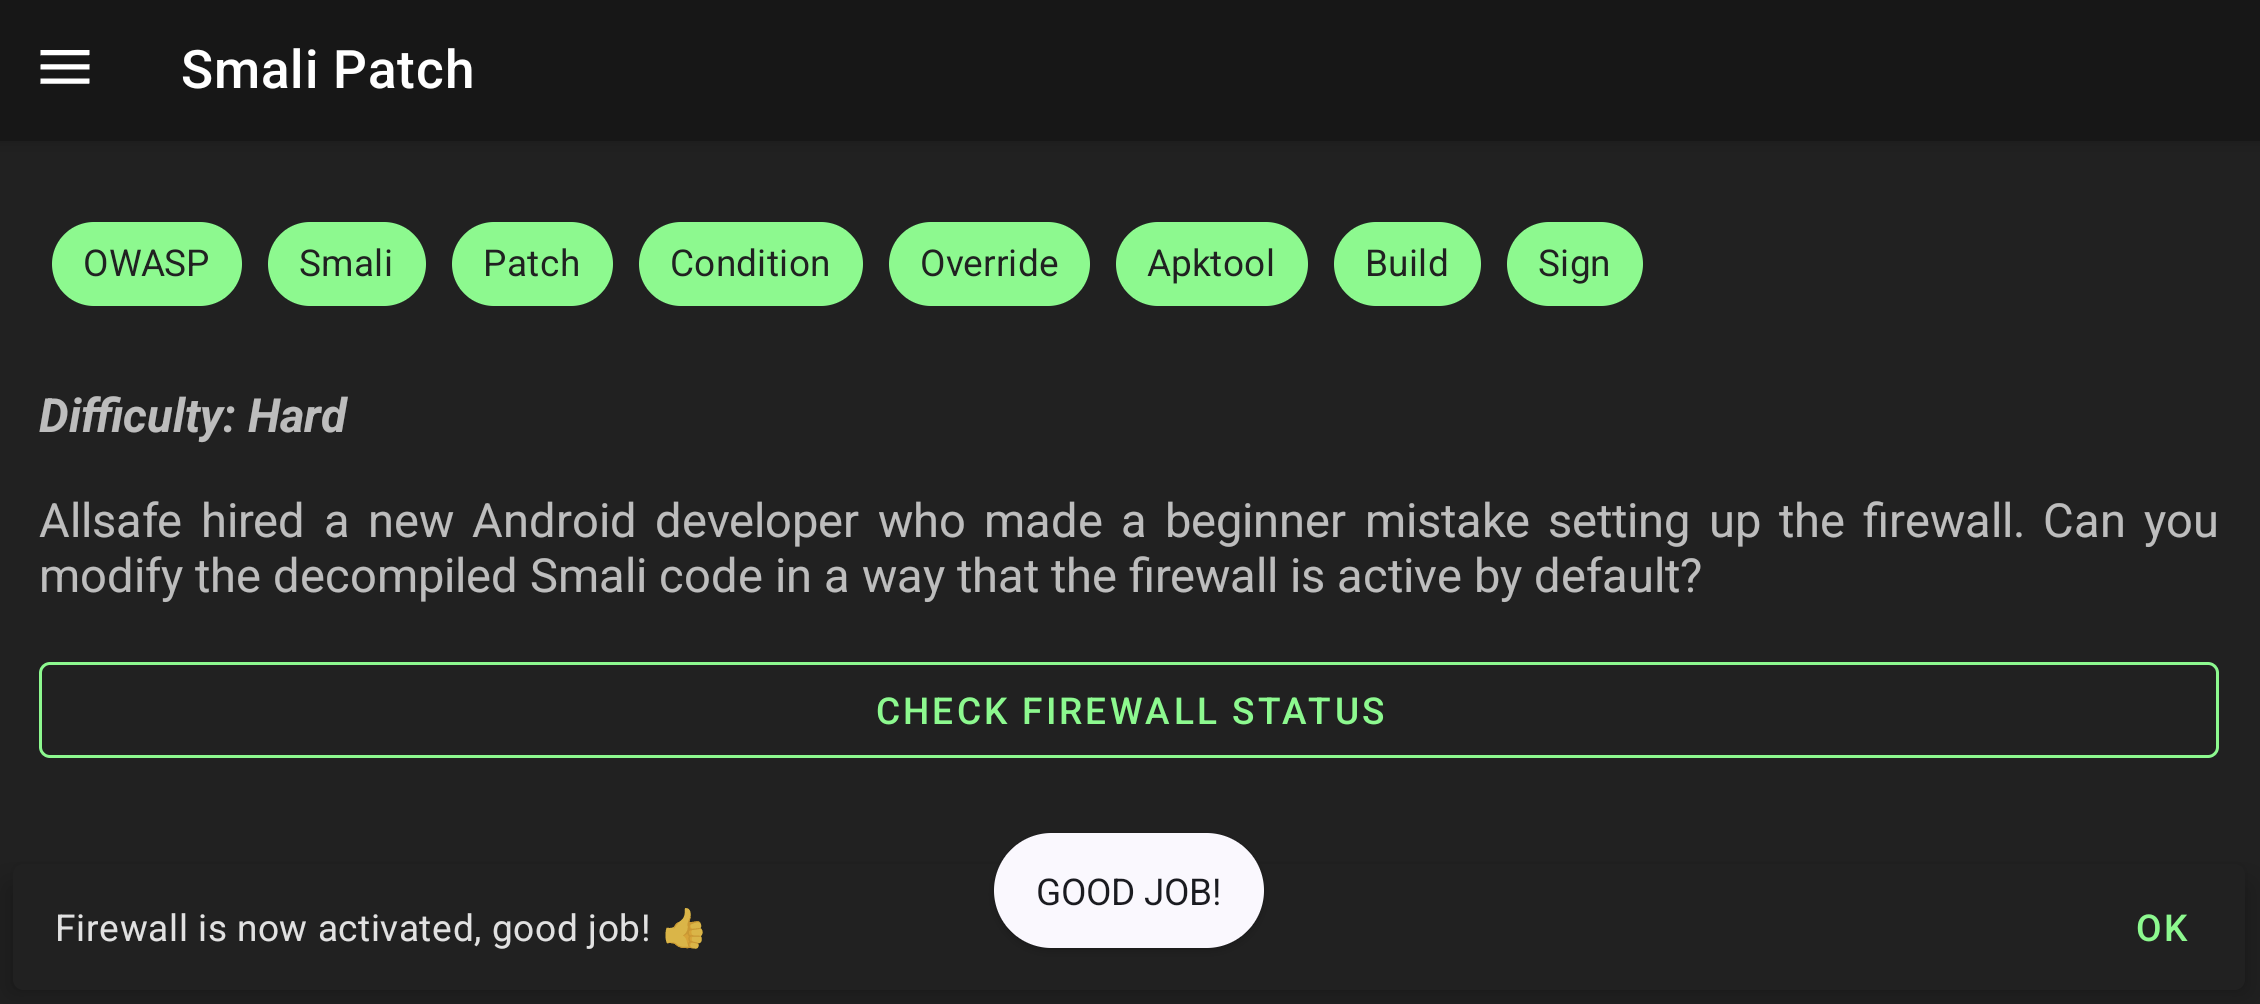 Smali Patch
OWASP Smali Patch Condition Override Apktool Build Sign
Difficulty: Hard
Allsafe hired a new Android developer who made a beginner mistake setting up the firewall. Can you
modify the decompiled Smali code in a way that the firewall is active by default?
CHECK FIREWALL STATUS
GOOD JOB!
Firewall is now activated, good job! 👍 OK